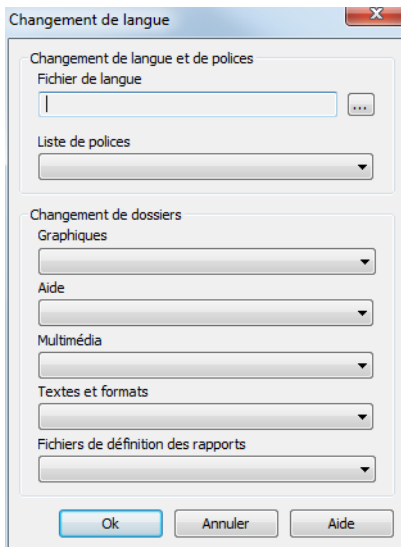 Changement de langue
Changement de langue et de polices
Fichier de langue
...
Liste de polices
Changement de dossiers
Graphiques
Aide
Multimédia
Textes et formats
Fichiers de définition des rapports
Ok Annuler Aide